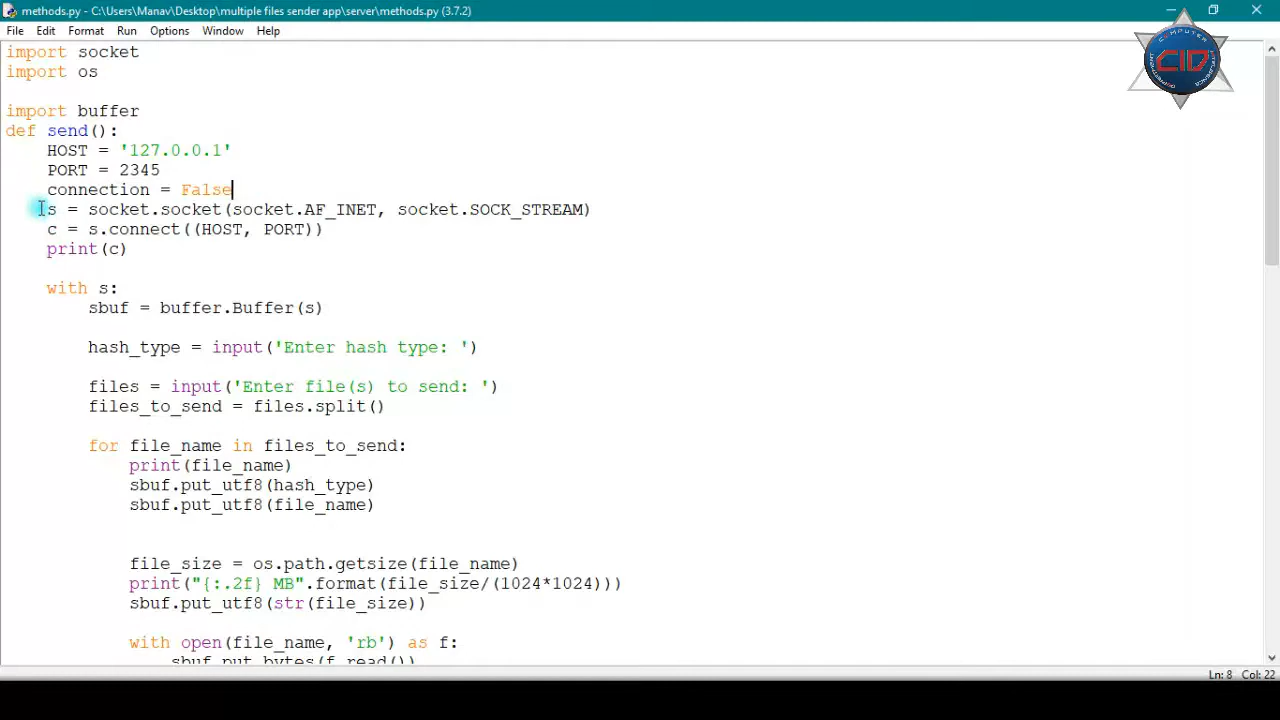 methods.py - C:\Users\Manav\Desktop\multiple files sender app\server\methods.py (3.7.2)
File Edit Format Run Options Window Help
import socket
import os
import buffer
def send():
    HOST = '127.0.0.1'
    PORT = 2345
    connection = False
    s = socket.socket(socket.AF_INET, socket.SOCK_STREAM)
    c = s.connect((HOST, PORT))
    print(c)
    with s:
        sbuf = buffer.Buffer(s)
        hash_type = input('Enter hash type: ')
        files = input('Enter file(s) to send: ')
        files_to_send = files.split()
        for file_name in files_to_send:
            print(file_name)
            sbuf.put_utf8(hash_type)
            sbuf.put_utf8(file_name)
            file_size = os.path.getsize(file_name)
            print("{:.2f} MB".format(file_size/(1024*1024)))
            sbuf.put_utf8(str(file_size))
            with open(file_name, 'rb') as f:
                sbuf.put_bytes(f.read())
Ln: 8 Col: 22
COMPUTER
CID